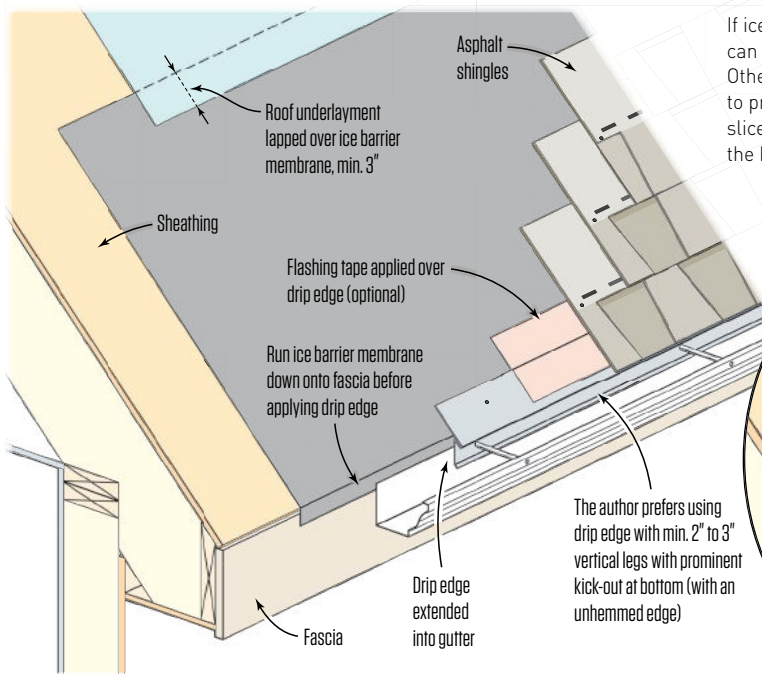 Asphalt
shingles
Roof underlayment
lapped over ice barrier
membrane, min. 3"
Sheathing
Flashing tape applied over
drip edge (optional)
Run ice barrier membrane
down onto fascia before
applying drip edge
The author prefers using
drip edge with min. 2" to 3"
vertical legs with prominent
kick-out at bottom (with an
unhemmed edge)
Drip edge
extended
into gutter
Fascia
If ice
can
Othe
to pr
slice
the